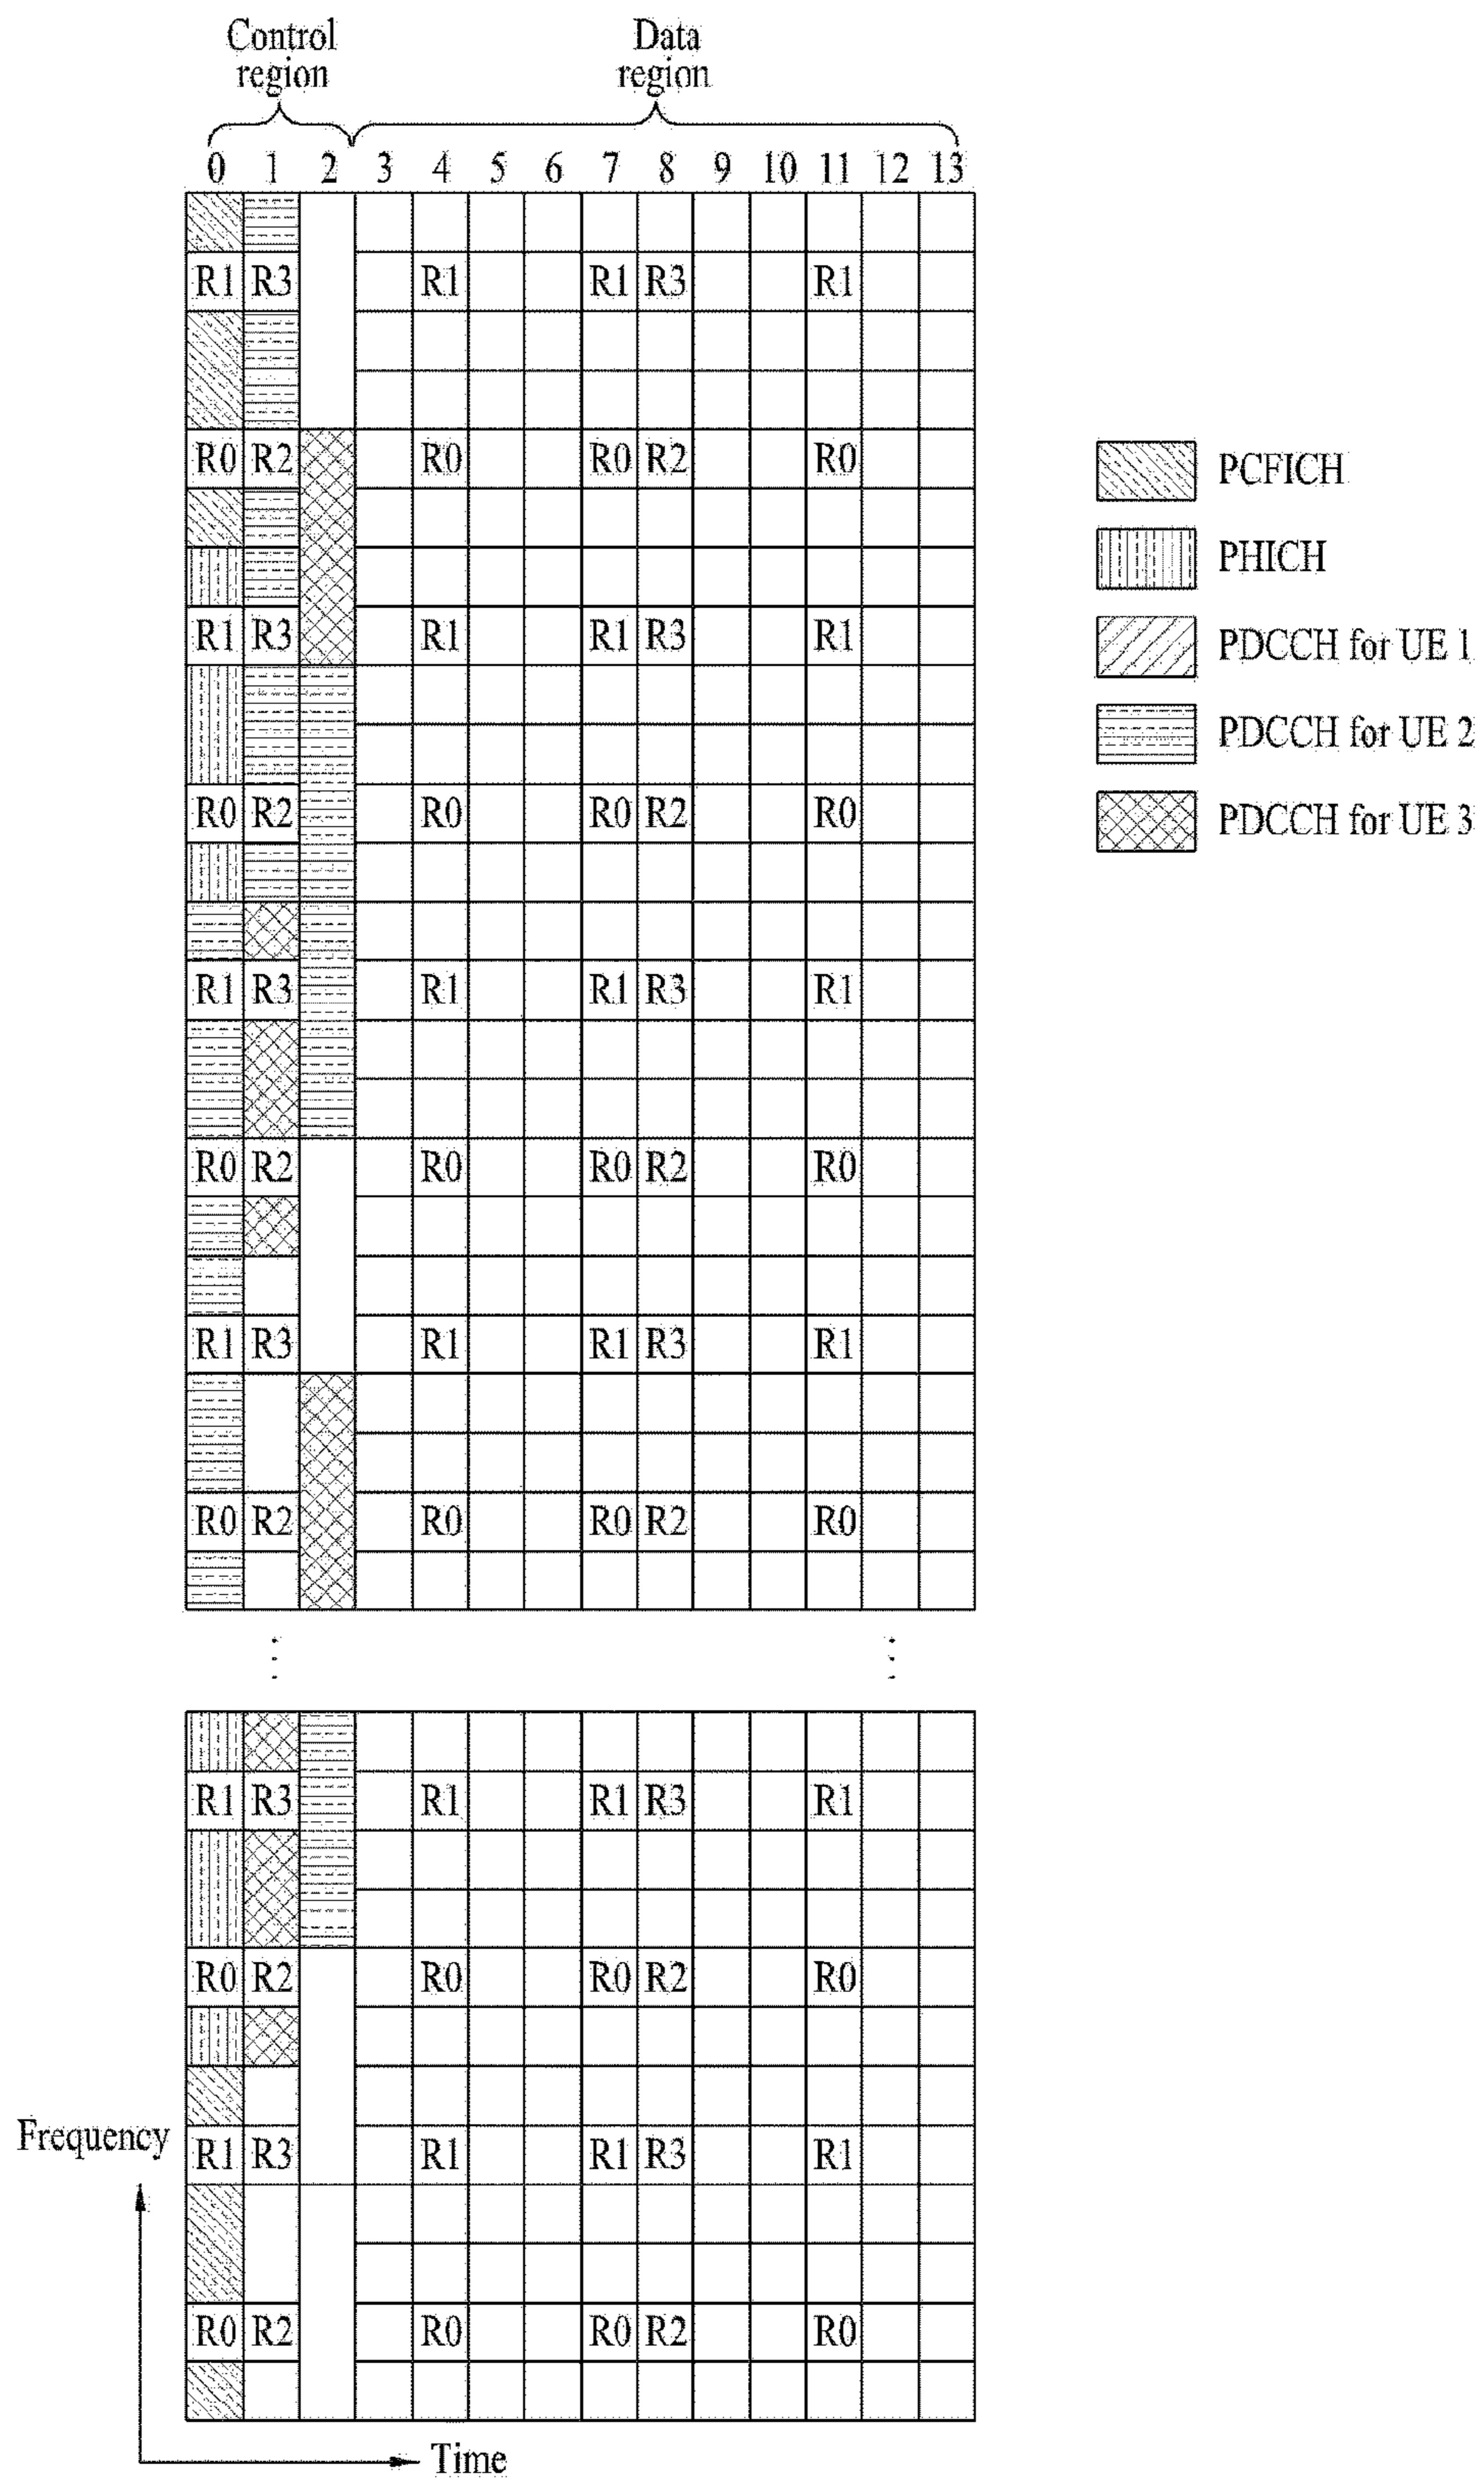 Control region Data region
0 1 2 3 4 5 6 7 8 9 10 11 12 13
R1 R3 R1 R1 R3 R1
R0 R2 R0 R0 R2 R0
PCFICH
PHICH
R1 R3 R1 R1 R3 R1
PDCCH for UE 1
PDCCH for UE 2
R0 R2 R0 R0 R2 R0
PDCCH for UE 3
R1 R3 R1 R1 R3 R1
R0 R2 R0 R0 R2 R0
R1 R3 R1 R1 R3 R1
R0 R2 R0 R0 R2 R0
R1 R3 R1 R1 R3 R1
R0 R2 R0 R0 R2 R0
Frequency
R1 R3 R1 R1 R3 R1
R0 R2 R0 R0 R2 R0
Time